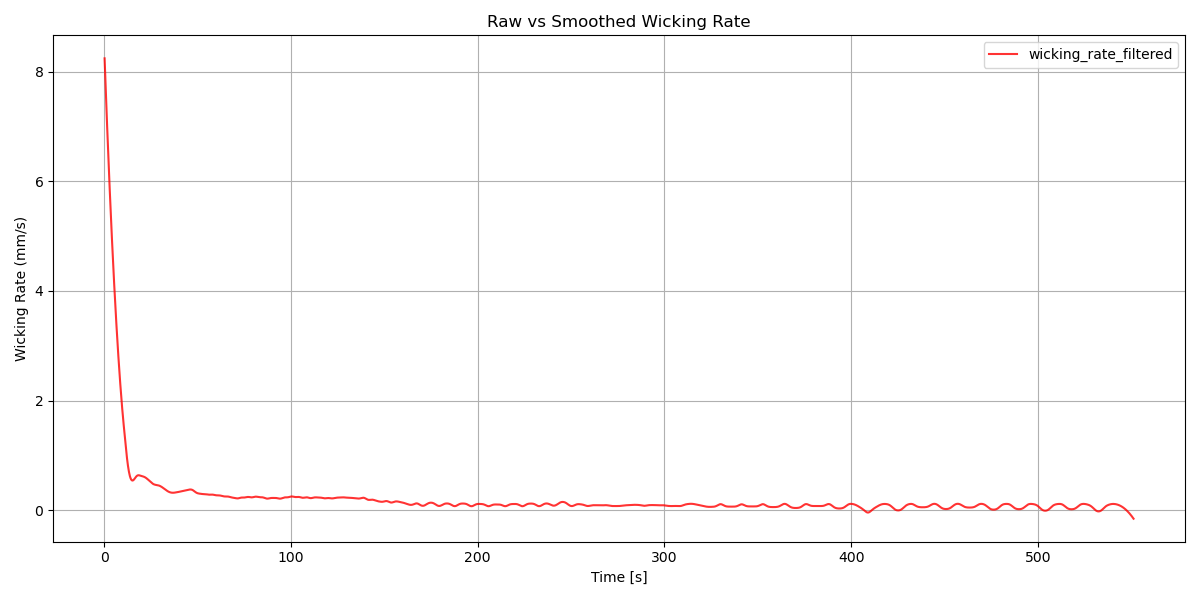 Raw vs Smoothed Wicking Rate
wicking_rate_filtered
Wicking Rate (mm/s)
8
6
4
2
0
0 100 200 300 400 500
Time [s]